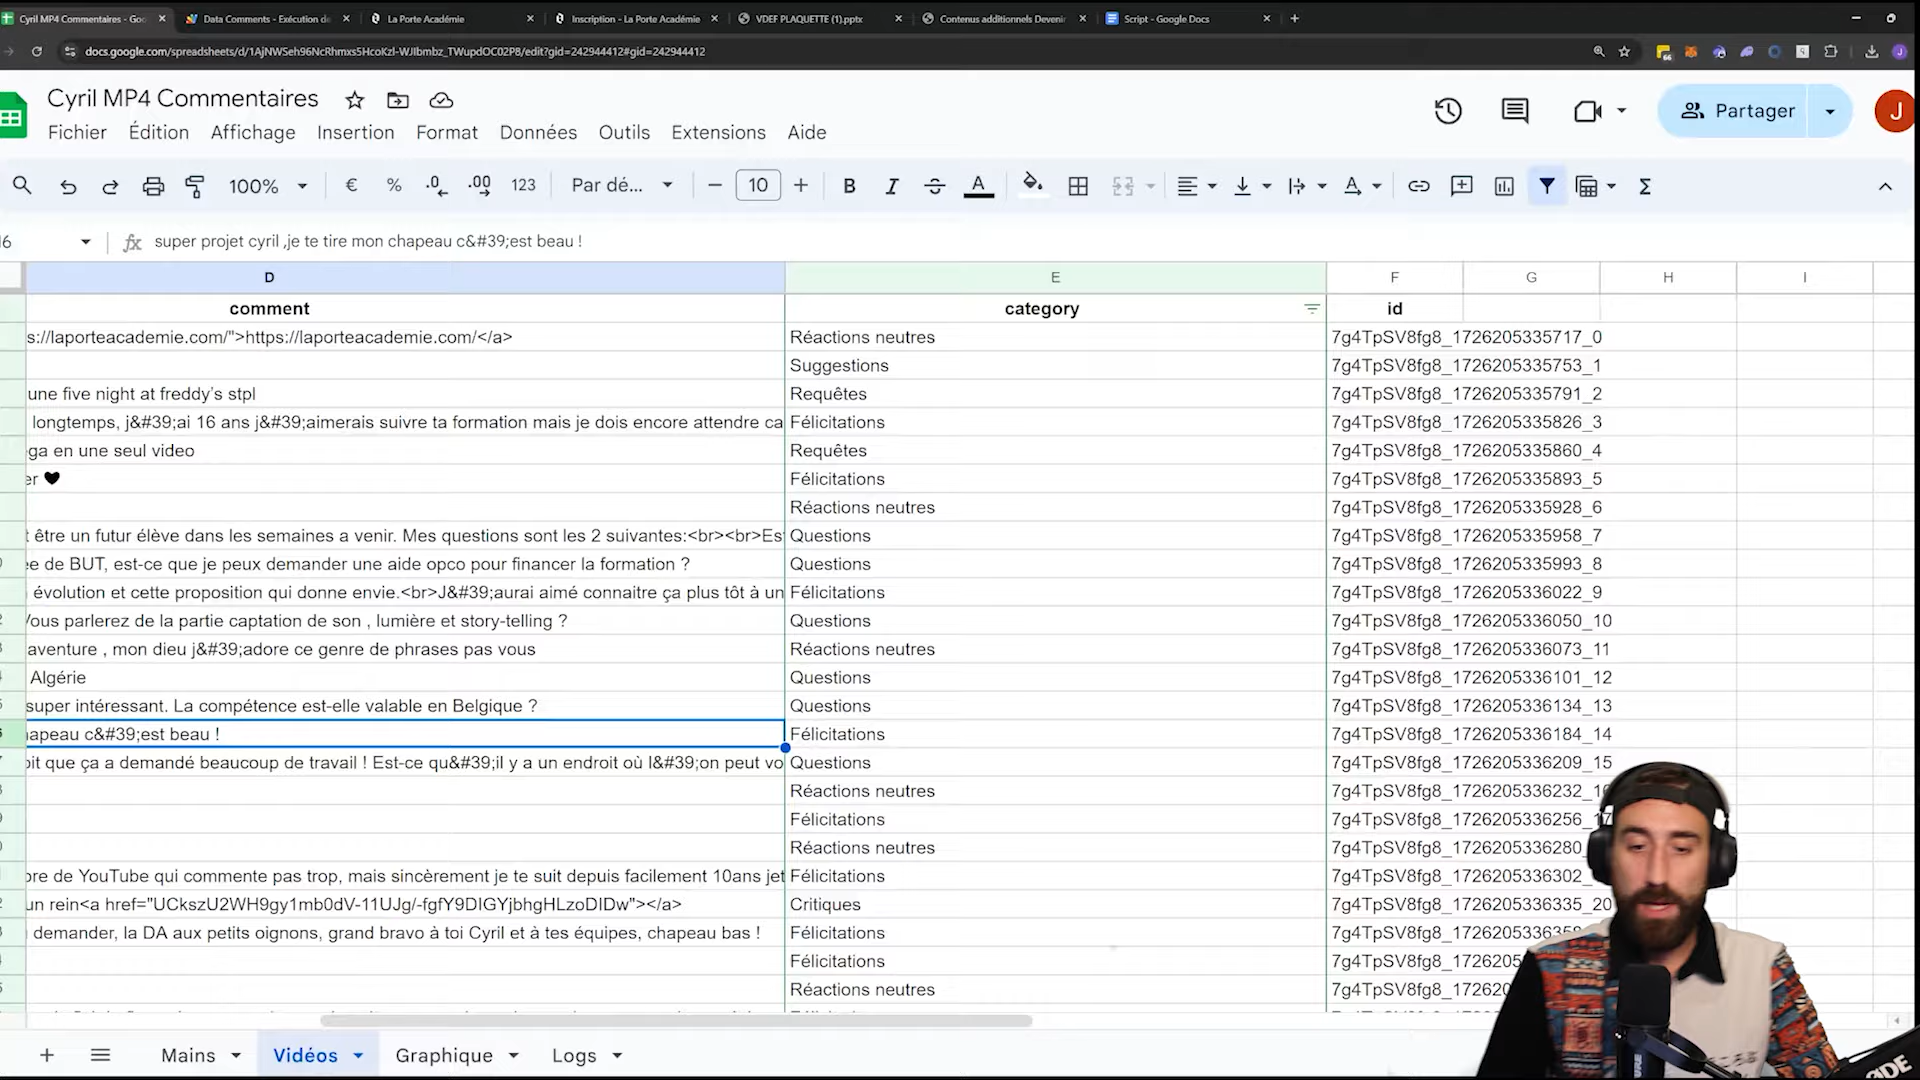 Cyril MP4 Commentaires - Goo
Data Comments - Exécution de
La Porte Académie
Inscription - La Porte Académie
VDEF PLAQUETTE (1).pptx
Contenus additionnels Devenir
Script - Google Docs
docs.google.com/spreadsheets/d/1AjNWSeh96NcRhmxs5HcoKzl-WJIbmbz_TWupdOC02P8/edit?gid=242944412#gid=242944412
Cyril MP4 Commentaires
Partager
J
Fichier Édition Affichage Insertion Format Données Outils Extensions Aide
100% € % .0 .00 123 Par dé... 10 B I A
super projet cyril ,je te tire mon chapeau c&#39;est beau !
D E F G H I
comment category id
s://laporteacademie.com/">https://laporteacademie.com/</a> Réactions neutres 7g4TpSV8fg8_1726205335717_0
Suggestions 7g4TpSV8fg8_1726205335753_1
une five night at freddy's stpl Requêtes 7g4TpSV8fg8_1726205335791_2
longtemps, j&#39;ai 16 ans j&#39;aimerais suivre ta formation mais je dois encore attendre ca Félicitations 7g4TpSV8fg8_1726205335826_3
ga en une seul video Requêtes 7g4TpSV8fg8_1726205335860_4
er ♥ Félicitations 7g4TpSV8fg8_1726205335893_5
Réactions neutres 7g4TpSV8fg8_1726205335928_6
t être un futur élève dans les semaines a venir. Mes questions sont les 2 suivantes:<br><br>Es Questions 7g4TpSV8fg8_1726205335958_7
e de BUT, est-ce que je peux demander une aide opco pour financer la formation ? Questions 7g4TpSV8fg8_1726205335993_8
évolution et cette proposition qui donne envie.<br>J&#39;aurai aimé connaitre ça plus tôt à un Félicitations 7g4TpSV8fg8_1726205336022_9
Vous parlerez de la partie captation de son , lumière et story-telling ? Questions 7g4TpSV8fg8_1726205336050_10
aventure , mon dieu j&#39;adore ce genre de phrases pas vous Réactions neutres 7g4TpSV8fg8_1726205336073_11
Algérie Questions 7g4TpSV8fg8_1726205336101_12
super intéressant. La compétence est-elle valable en Belgique ? Questions 7g4TpSV8fg8_1726205336134_13
hapeau c&#39;est beau ! Félicitations 7g4TpSV8fg8_1726205336184_14
oit que ça a demandé beaucoup de travail ! Est-ce qu&#39;il y a un endroit où l&#39;on peut vo Questions 7g4TpSV8fg8_1726205336209_15
Réactions neutres 7g4TpSV8fg8_1726205336232_16
Félicitations 7g4TpSV8fg8_1726205336256_17
Réactions neutres 7g4TpSV8fg8_1726205336280_
ore de YouTube qui commente pas trop, mais sincèrement je te suit depuis facilement 10ans jet Félicitations 7g4TpSV8fg8_1726205336302_
un rein<a href="UCkszU2WH9gy1mb0dV-11UJg/-fgfY9DIGYjbhgHLzoDIDw"></a> Critiques 7g4TpSV8fg8_1726205336335_20
demander, la DA aux petits oignons, grand bravo à toi Cyril et à tes équipes, chapeau bas ! Félicitations 7g4TpSV8fg8_172620533635
Félicitations 7g4TpSV8fg8_1726205
Réactions neutres 7g4TpSV8fg8_172620
Mains Vidéos Graphique Logs